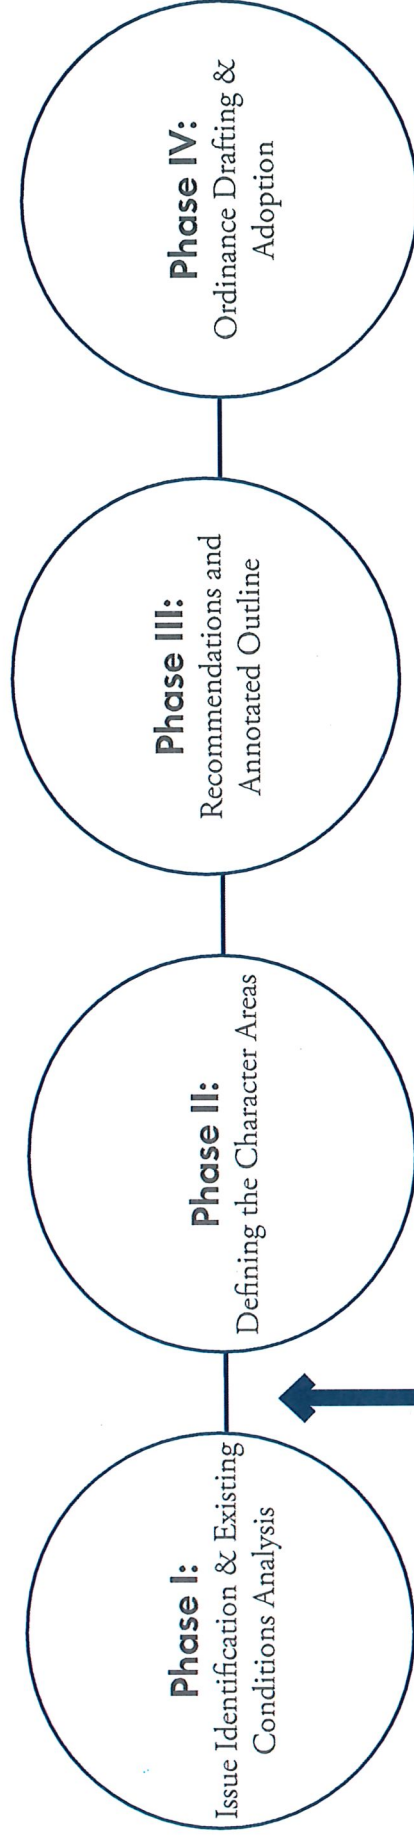 Phase I:
Issue Identification & Existing
Conditions Analysis
Phase II:
Defining the Character Areas
Phase III:
Recommendations and
Annotated Outline
Phase IV:
Ordinance Drafting &
Adoption